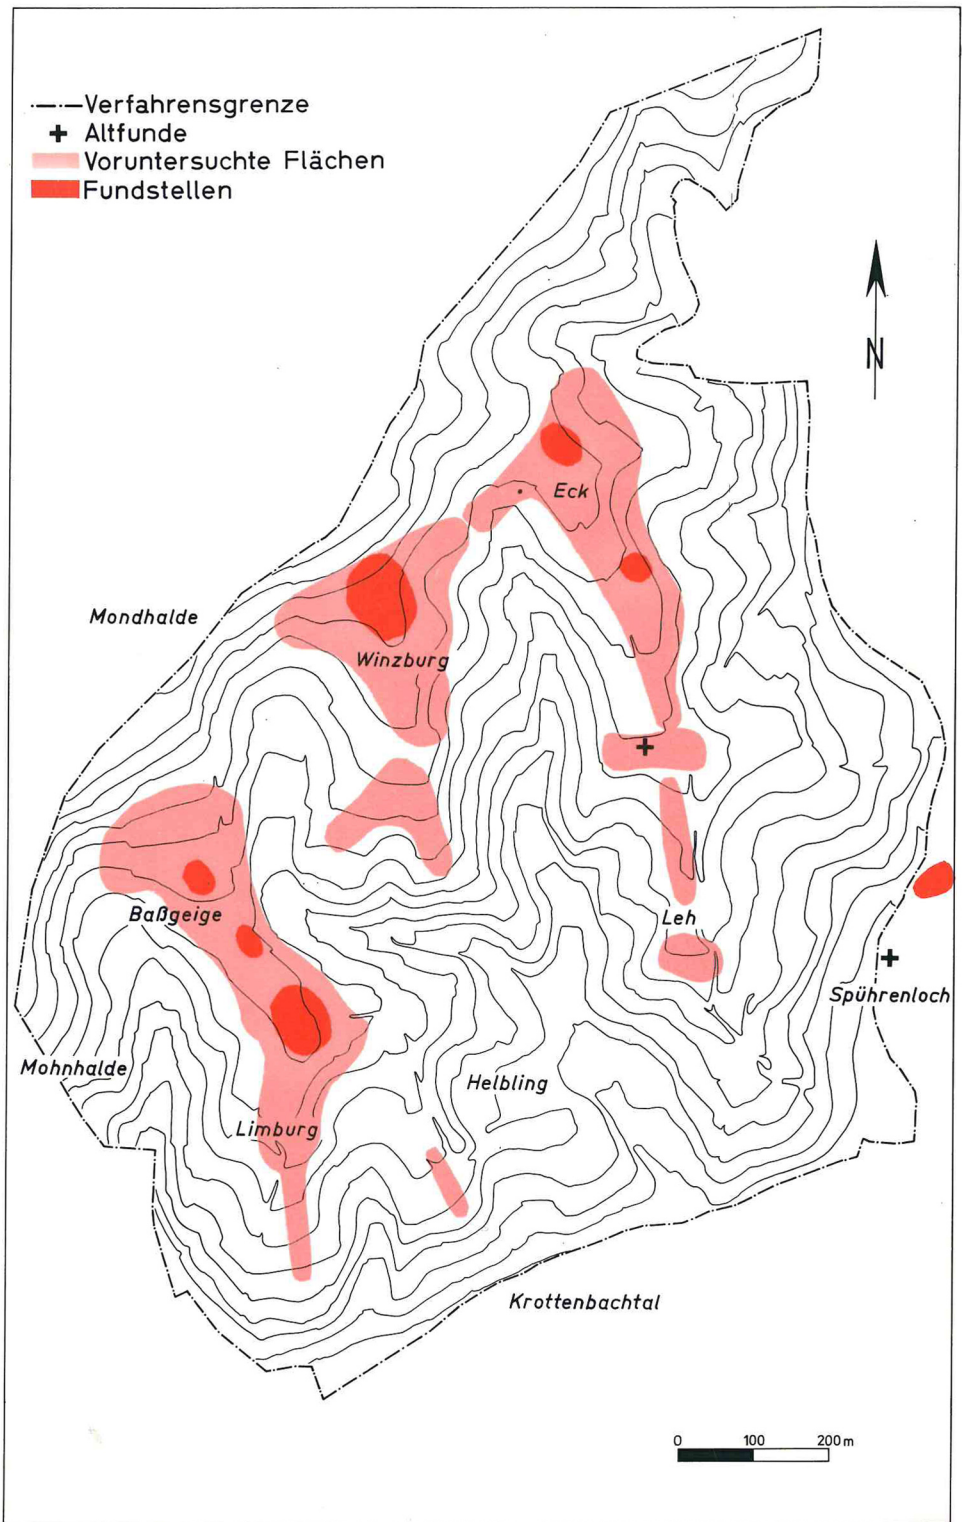 Verfahrensgrenze
Altfunde
Voruntersuchte Flächen
Fundstellen
N
Eck
Mondhalde
Winzburg
Baßgeige
Leh
Spührenloch
Mohnhalde
Helbling
Limburg
Krottenbachtal
0 100 200 m